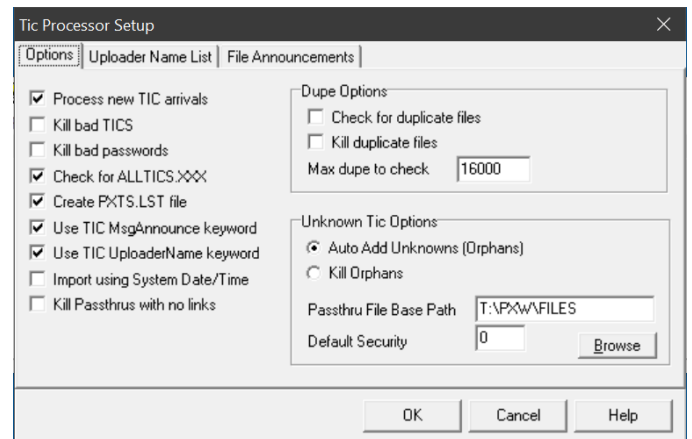 Tic Processor Setup
Options
Uploader Name List
File Announcements
Process new TIC arrivals
Kill bad TICS
Kill bad passwords
Check for ALLTICS.XXX
Create PXTS.LST file
Use TIC MsgAnnounce keyword
Use TIC UploaderName keyword
Import using System Date/Time
Kill Passthrus with no links
Dupe Options
Check for duplicate files
Kill duplicate files
Max dupe to check 16000
Unknown Tic Options
Auto Add Unknowns (Orphans)
Kill Orphans
Passthru File Base Path T:\PXW\FILES
Default Security 0
Browse
OK
Cancel
Help